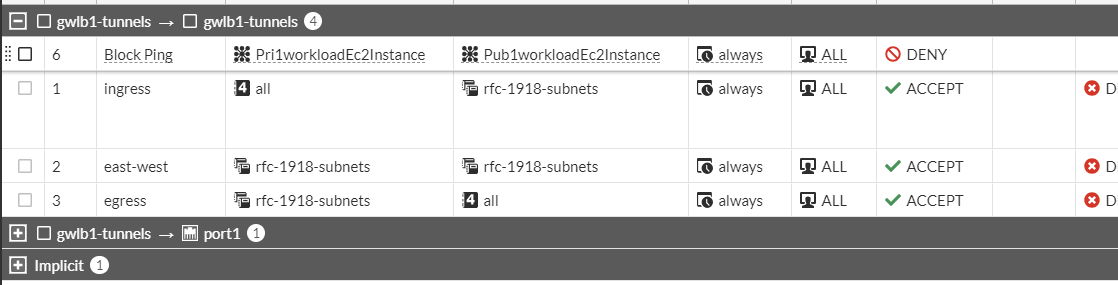 gwlb1-tunnels → gwlb1-tunnels 4
6 Block Ping Pri1workloadEc2Instance Pub1workloadEc2Instance always ALL DENY
1 ingress 4 all rfc-1918-subnets always ALL ACCEPT D
2 east-west rfc-1918-subnets rfc-1918-subnets always ALL ACCEPT D
3 egress rfc-1918-subnets 4 all always ALL ACCEPT D
gwlb1-tunnels → port1 1
Implicit 1